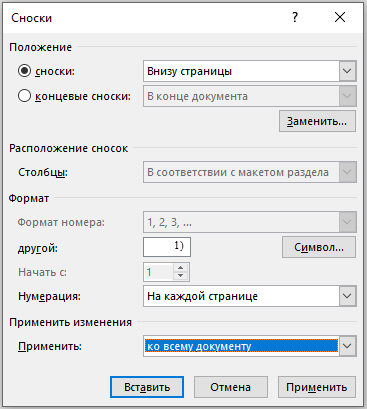 Сноски ? ×
Положение
сноски: Внизу страницы
концевые сноски: В конце документа
Заменить...
Расположение сносок
Столбцы: В соответствии с макетом раздела
Формат
Формат номера: 1, 2, 3, ...
другой: 1) Символ...
Начать с: 1
Нумерация: На каждой странице
Применить изменения
Применить: ко всему документу
Вставить Отмена Применить